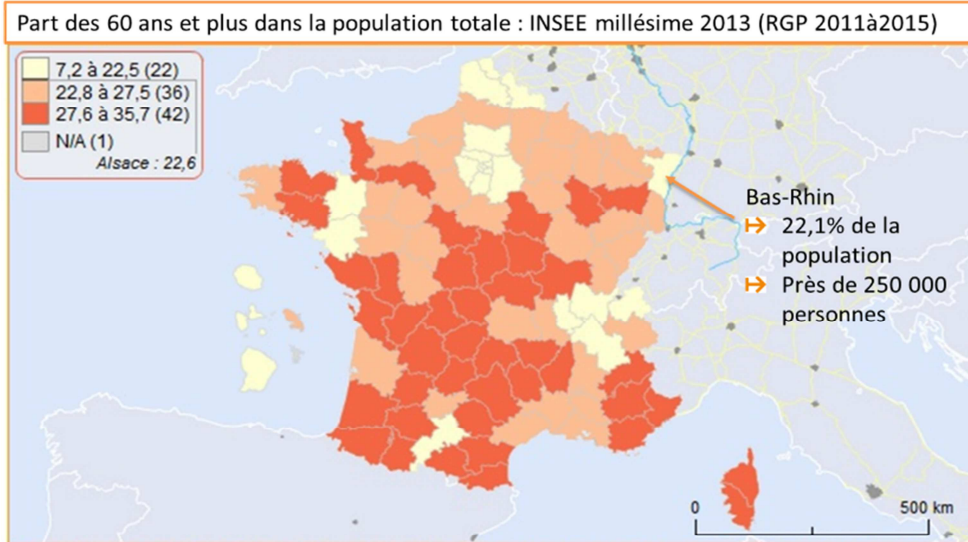 Part des 60 ans et plus dans la population totale : INSEE millésime 2013 (RGP 2011à2015)
7,2 à 22,5 (22)
22,8 à 27,5 (36)
27,6 à 35,7 (42)
N/A (1)
Alsace : 22,6
Bas-Rhin
22,1% de la
population
Près de 250 000
personnes
0 500 km